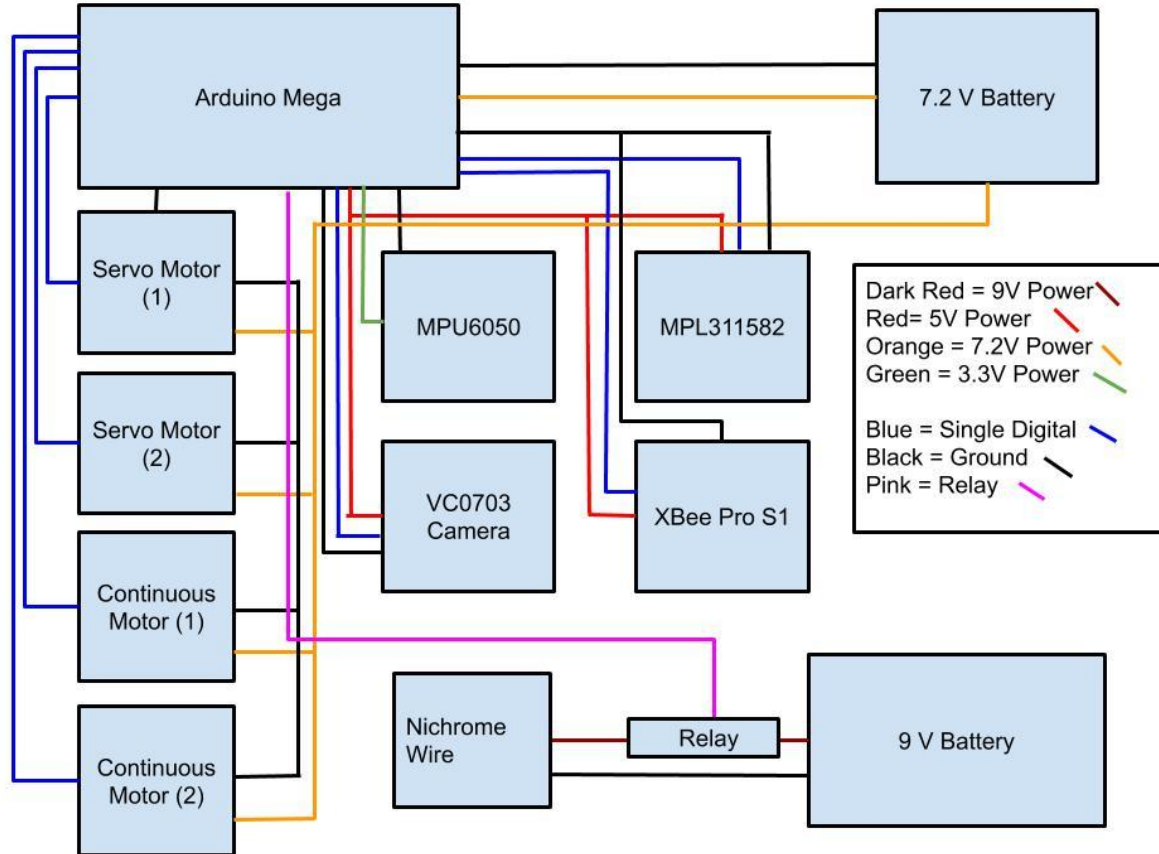 Arduino Mega
7.2 V Battery
Servo Motor
(1)
MPU6050
MPL311582
Dark Red = 9V Power
Red= 5V Power
Orange = 7.2V Power
Green = 3.3V Power
Blue = Single Digital
Black = Ground
Pink = Relay
Servo Motor
(2)
VC0703
Camera
XBee Pro S1
Continuous
Motor (1)
Nichrome
Wire
Relay
9 V Battery
Continuous
Motor (2)